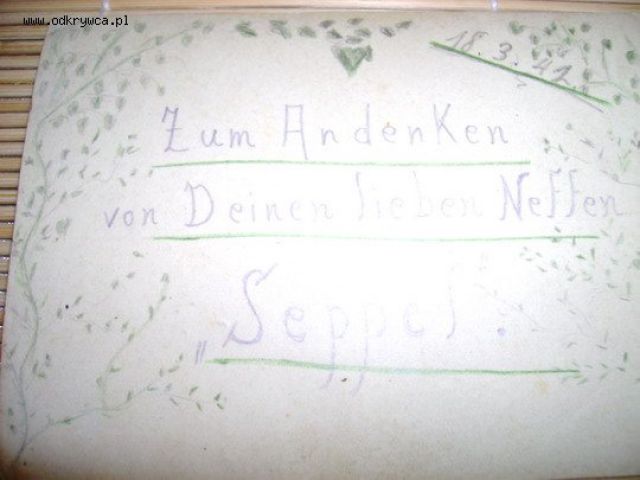 www.odkrywca.pl
18. 3. 42.
Zum Andenken
von Deinen lieben Neffen
„Seppel".